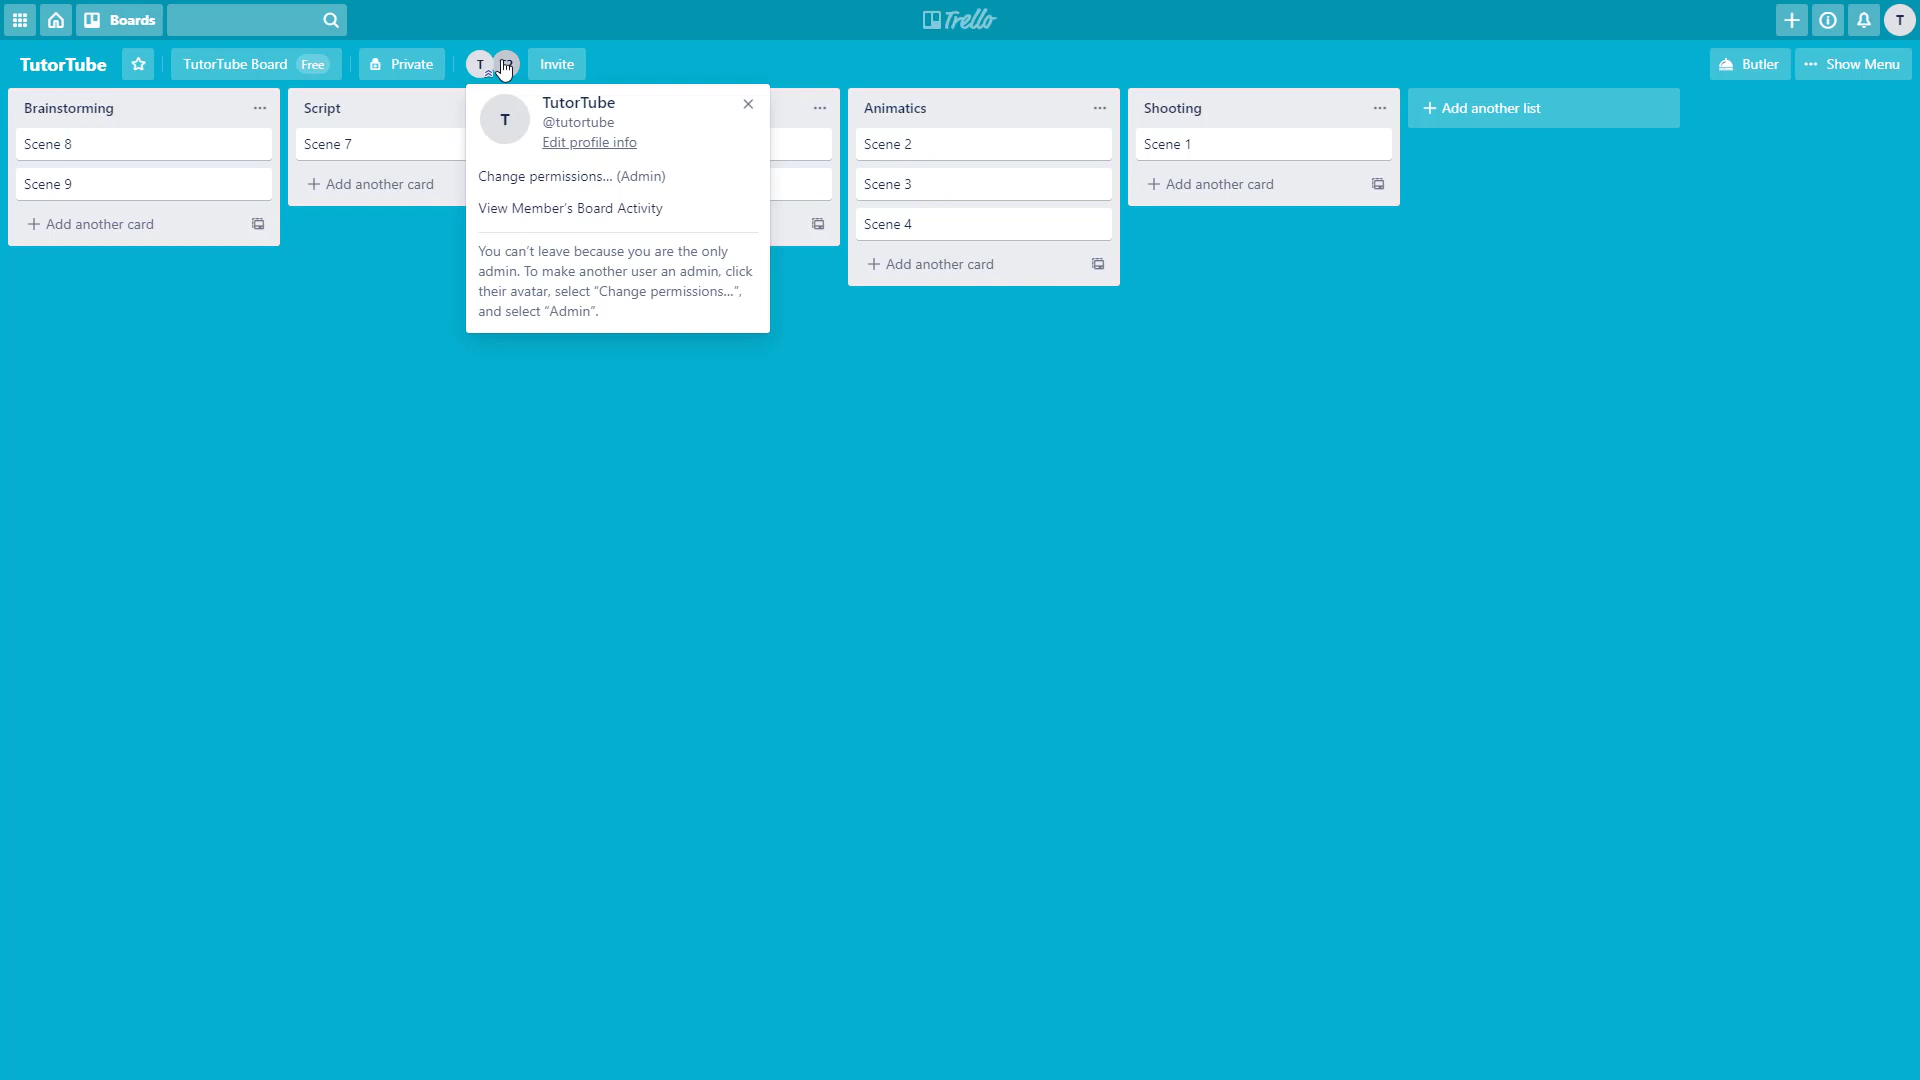 Boards
Trello
T
TutorTube
TutorTube Board Free
Private
T
Invite
Butler
Show Menu
Brainstorming
Scene 8
Scene 9
Add another card
Script
Scene 7
Add another card
T
TutorTube
@tutortube
Edit profile info
Change permissions... (Admin)
View Member's Board Activity
You can't leave because you are the only
admin. To make another user an admin, click
their avatar, select “Change permissions...”,
and select “Admin”.
Animatics
Scene 2
Scene 3
Scene 4
Add another card
Shooting
Scene 1
Add another card
Add another list